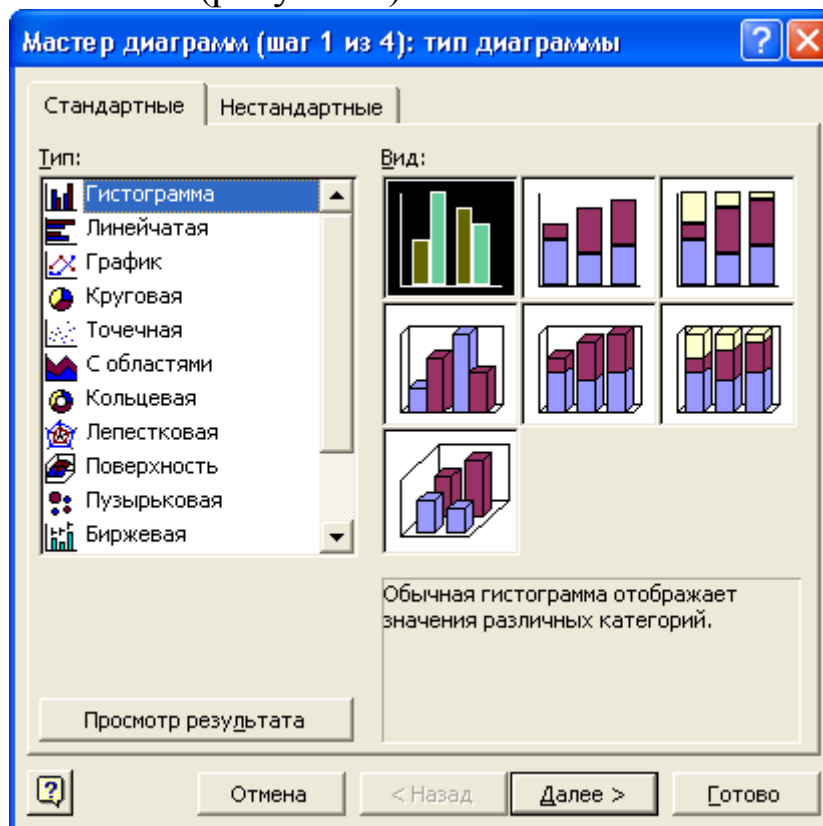 (рисунок
Мастер диаграмм (шаг 1 из 4): тип диаграммы
Стандартные
Нестандартные
Тип:
Вид:
Гистограмма
Линейчатая
График
Круговая
Точечная
С областями
Кольцевая
Лепестковая
Поверхность
Пузырьковая
Биржевая
Обычная гистограмма отображает
значения различных категорий.
Просмотр результата
Отмена
< Назад
Далее >
Готово